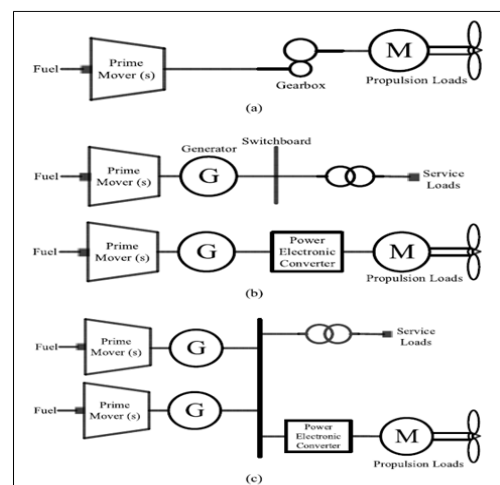 Fuel
Prime
Mover (s)
Gearbox
M
Propulsion Loads
(a)
Generator
Switchboard
Fuel
Prime
Mover (s)
G
Service
Loads
Fuel
Prime
Mover (s)
G
Power
Electronic
Converter
M
Propulsion Loads
(b)
Fuel
Prime
Mover (s)
G
Service
Loads
Fuel
Prime
Mover (s)
G
Power
Electronic
Converter
M
Propulsion Loads
(c)